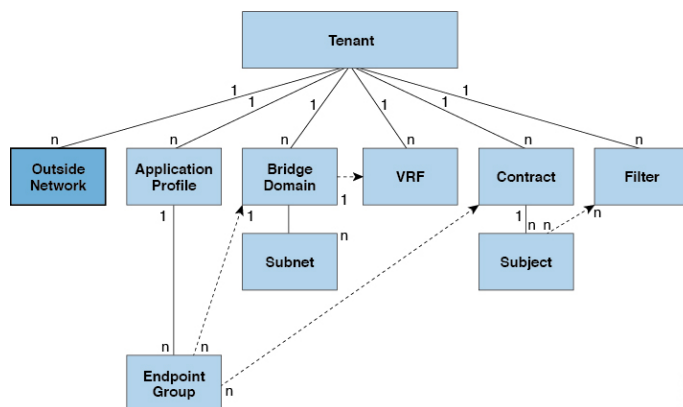 Tenant
1 1 1 1 1 1
n n n n n n
Outside
Network
Application
Profile
Bridge
Domain
VRF
Contract
Filter
1 1 1 1 n
n n
Subnet
n
Subject
n n
Endpoint
Group
n